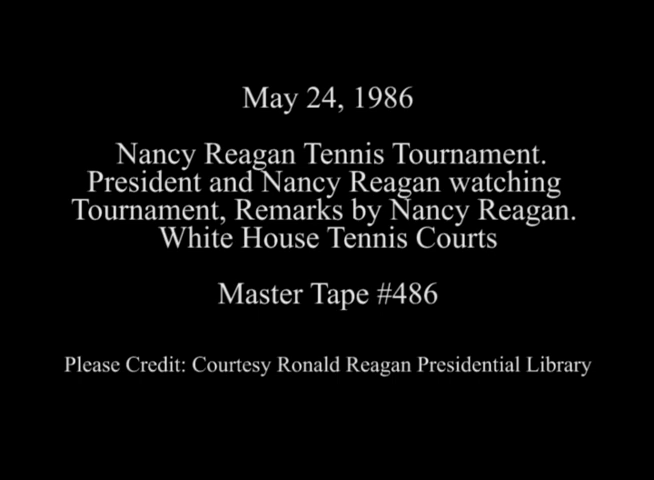 May 24, 1986
Nancy Reagan Tennis Tournament.
President and Nancy Reagan watching
Tournament, Remarks by Nancy Reagan.
White House Tennis Courts
Master Tape #486
Please Credit: Courtesy Ronald Reagan Presidential Library